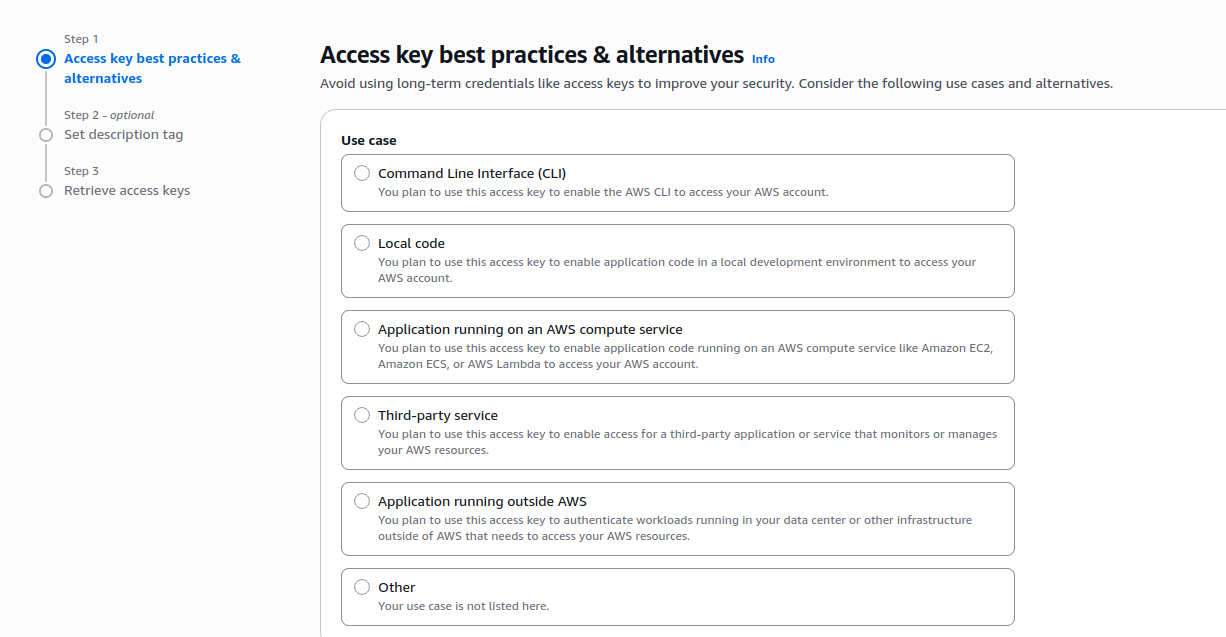 Step 1
Access key best practices &
alternatives
Step 2 - optional
Set description tag
Step 3
Retrieve access keys
Access key best practices & alternatives Info
Avoid using long-term credentials like access keys to improve your security. Consider the following use cases and alternatives.
Use case
Command Line Interface (CLI)
You plan to use this access key to enable the AWS CLI to access your AWS account.
Local code
You plan to use this access key to enable application code in a local development environment to access your
AWS account.
Application running on an AWS compute service
You plan to use this access key to enable application code running on an AWS compute service like Amazon EC2,
Amazon ECS, or AWS Lambda to access your AWS account.
Third-party service
You plan to use this access key to enable access for a third-party application or service that monitors or manages
your AWS resources.
Application running outside AWS
You plan to use this access key to authenticate workloads running in your data center or other infrastructure
outside of AWS that needs to access your AWS resources.
Other
Your use case is not listed here.